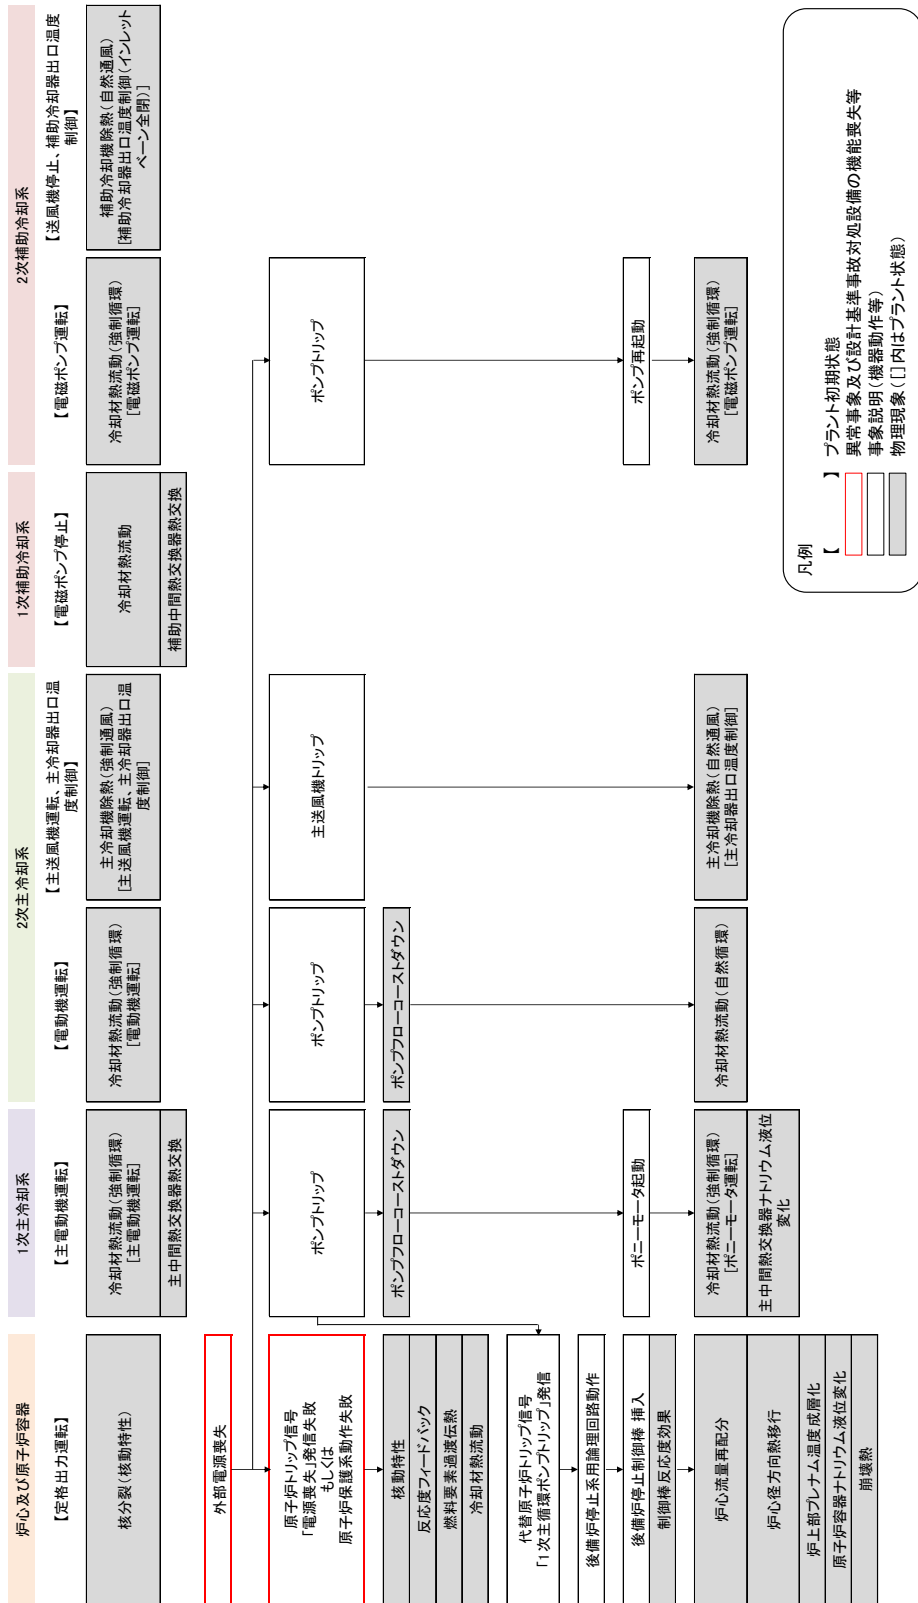 炉心及び原子炉容器
【定格出力運転】
核分裂(核動特性)
外部電源喪失
原子炉トリップ信号
「電源喪失」発信失敗
もしくは
原子炉保護系動作失敗
核動特性
反応度フィードバック
燃料要素過渡伝熱
冷却材熱流動
代替原子炉トリップ信号
「1次主循環ポンプトリップ」発信
後備炉停止系用論理回路動作
後備炉停止制御棒 挿入
制御棒反応度効果
炉心流量再配分
炉心径方向熱移行
炉上部プレナム温度成層化
原子炉容器ナトリウム液位変化
崩壊熱
1次主冷却系
【主電動機運転】
冷却材熱流動(強制循環)
[主電動機運転]
主中間熱交換器熱交換
ポンプトリップ
ポンプフローコーストダウン
ポニーモータ起動
冷却材熱流動(強制循環)
[ポニーモータ運転]
主中間熱交換器ナトリウム液位
変化
2次主冷却系
【電動機運転】
冷却材熱流動(強制循環)
[電動機運転]
ポンプトリップ
ポンプフローコーストダウン
冷却材熱流動(自然循環)
【主送風機運転、主冷却器出口温
度制御】
主冷却機除熱(強制通風)
[主送風機運転、主冷却器出口温
度制御]
主送風機トリップ
主冷却機除熱(自然通風)
[主冷却器出口温度制御]
1次補助冷却系
【電磁ポンプ停止】
冷却材熱流動
補助中間熱交換器熱交換
2次補助冷却系
【電磁ポンプ運転】
冷却材熱流動(強制循環)
[電磁ポンプ運転]
ポンプトリップ
ポンプ再起動
冷却材熱流動(強制循環)
[電磁ポンプ運転]
【送風機停止、補助冷却器出口温度
制御】
補助冷却機除熱(自然通風)
[補助冷却器出口温度制御(インレット
ベーン全閉)]
凡例
【 】 プラント初期状態
異常事象及び設計基準事故対処設備の機能喪失等
事象説明(機器動作等)
物理現象([]内はプラント状態)